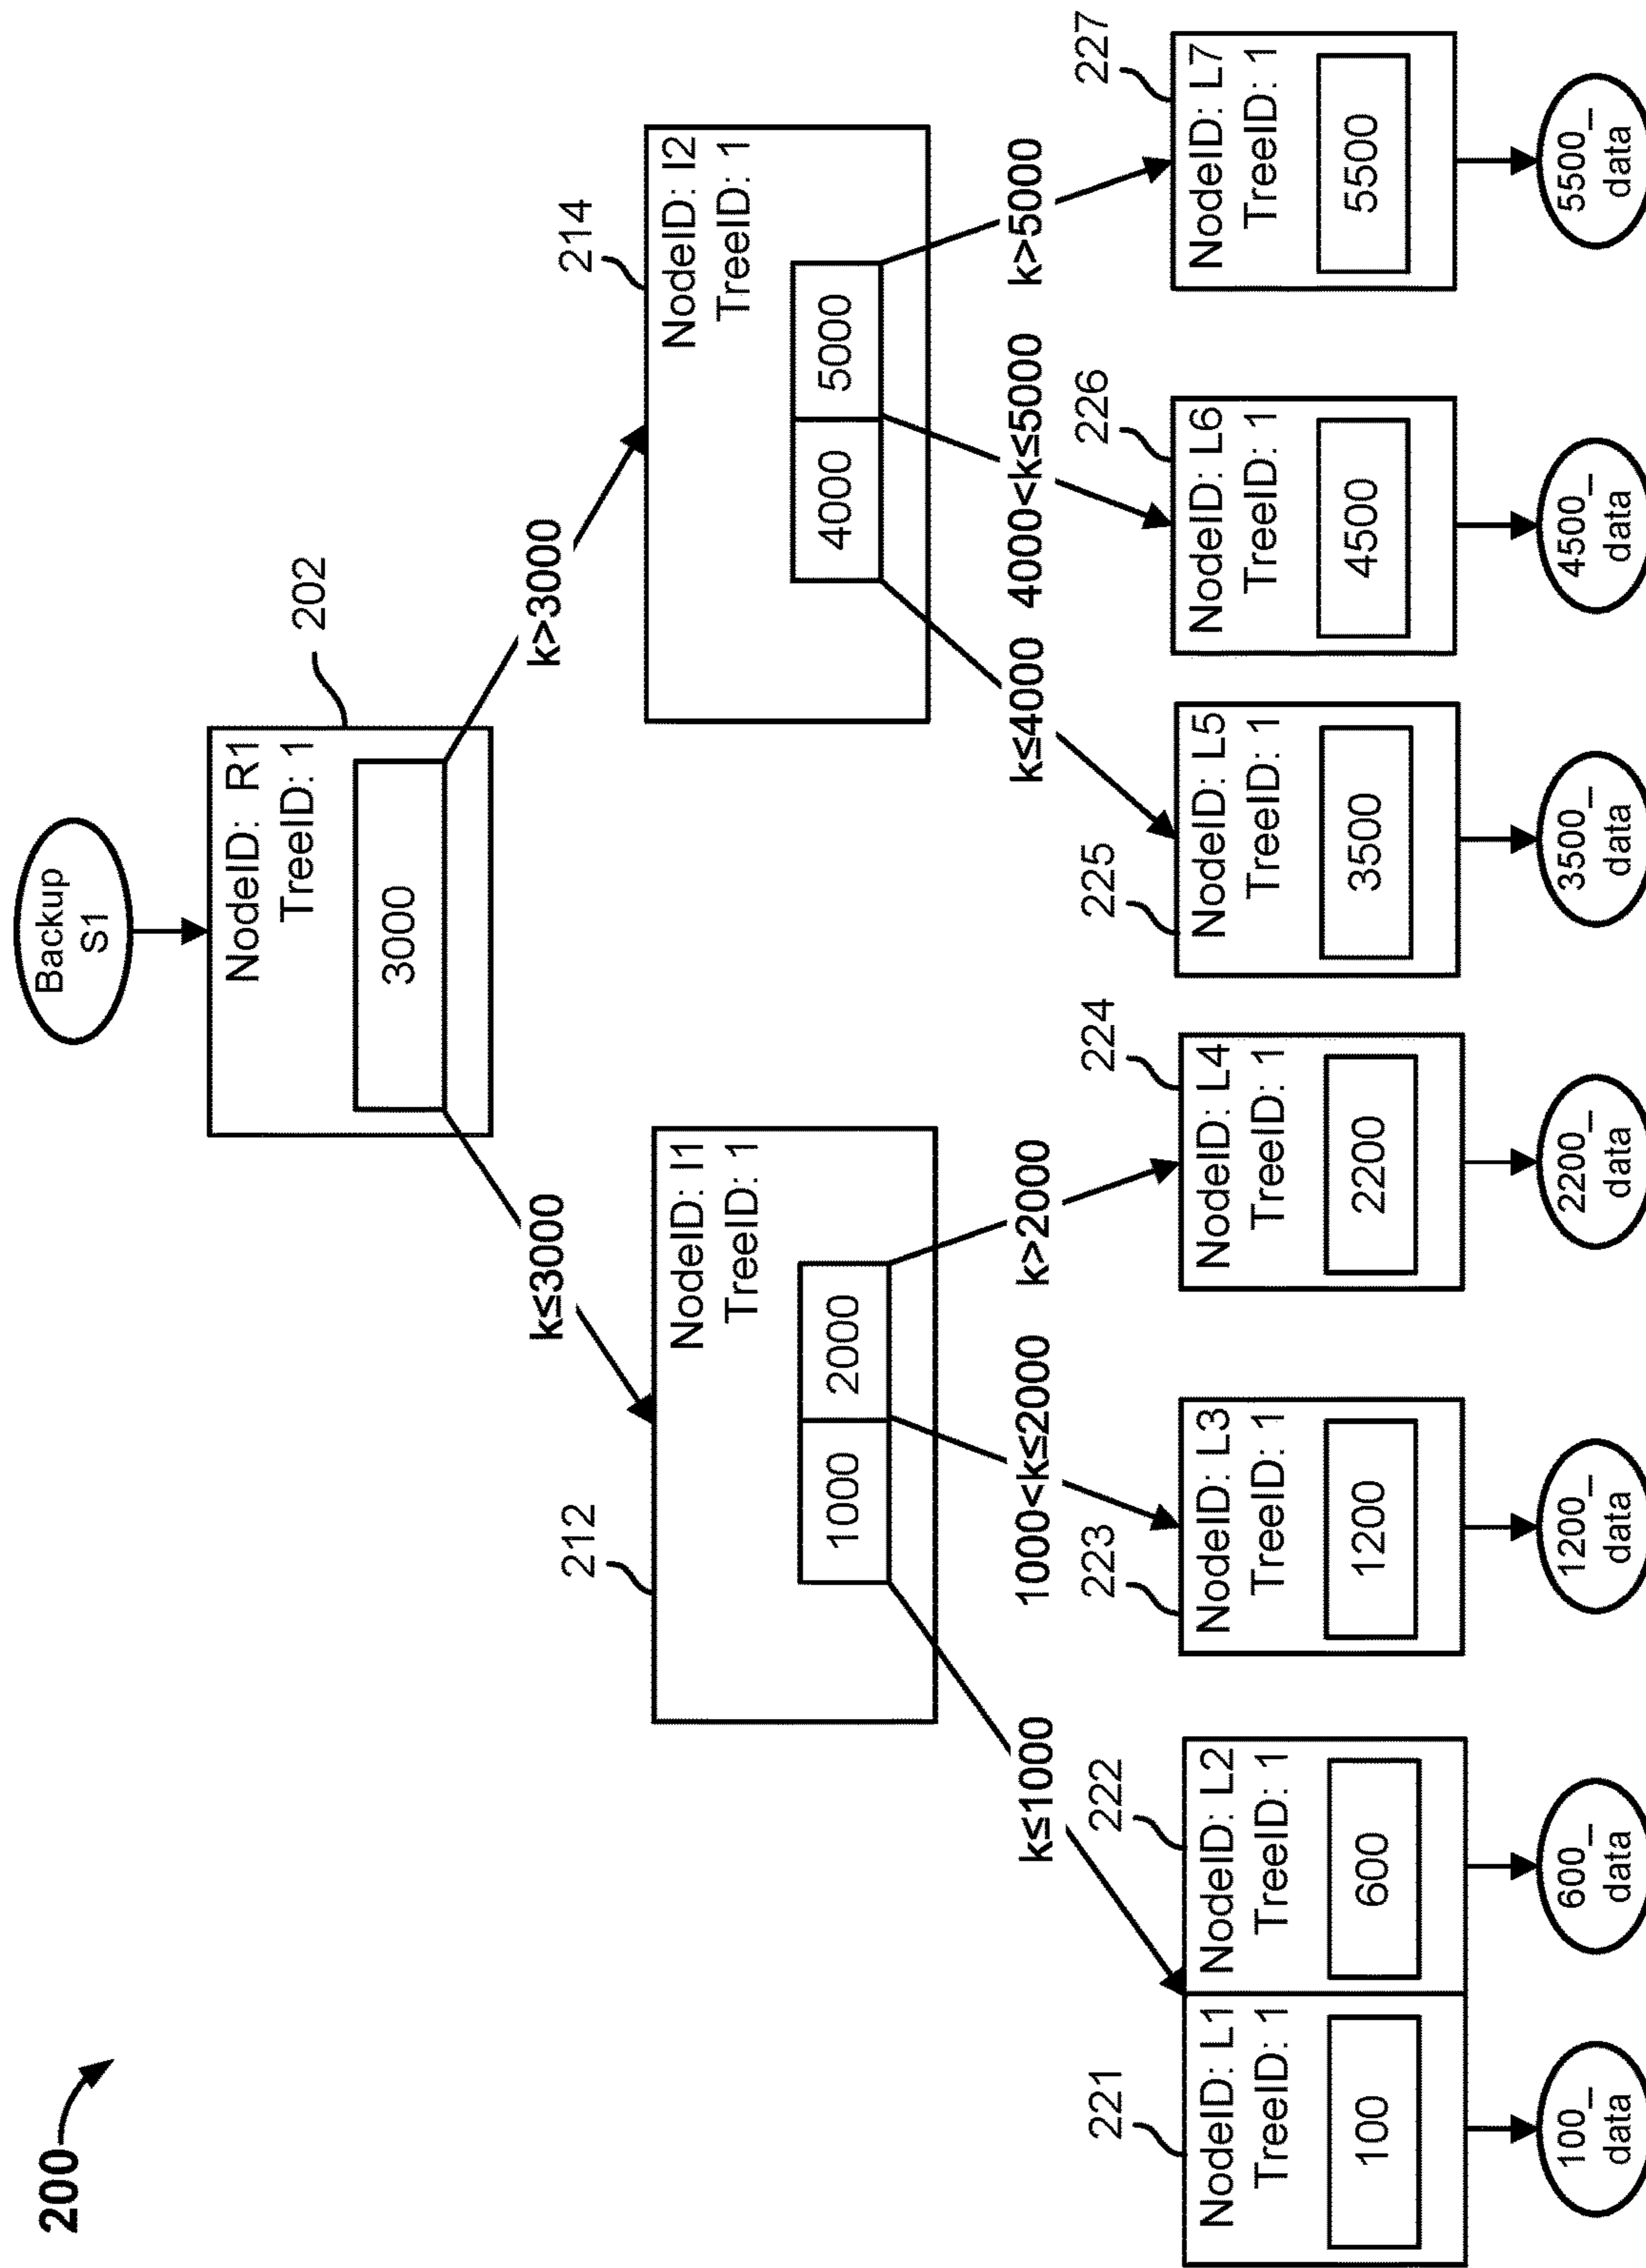 200
Backup
S1
202
NodeID: R1
TreeID: 1
3000
k≤3000
k>3000
212
NodeID: I1
TreeID: 1
1000
2000
214
NodeID: I2
TreeID: 1
4000
5000
k≤1000
1000<k≤2000
k>2000
k≤4000
4000<k≤5000
k>5000
221
NodeID: L1
TreeID: 1
100
100_
data
222
NodeID: L2
TreeID: 1
600
600_
data
223
NodeID: L3
TreeID: 1
1200
1200_
data
224
NodeID: L4
TreeID: 1
2200
2200_
data
225
NodeID: L5
TreeID: 1
3500
3500_
data
226
NodeID: L6
TreeID: 1
4500
4500_
data
227
NodeID: L7
TreeID: 1
5500
5500_
data